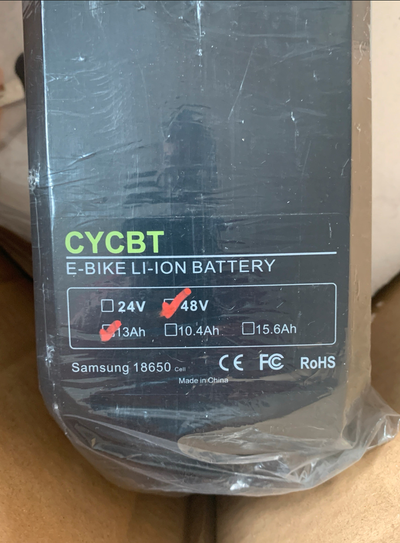 CYCBT
E-BIKE LI-ION BATTERY
24V 48V
13Ah 10.4Ah 15.6Ah
Samsung 18650 Cell CE FC RoHS
Made in China